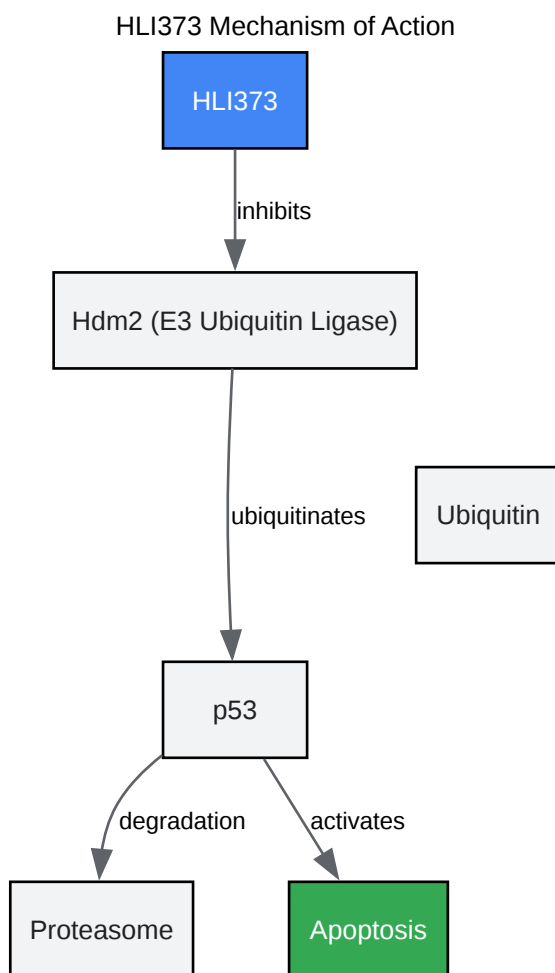 HLI373 Mechanism of Action
HLI373
inhibits
Hdm2 (E3 Ubiquitin Ligase)
ubiquitinates
Ubiquitin
p53
degradation
activates
Proteasome
Apoptosis